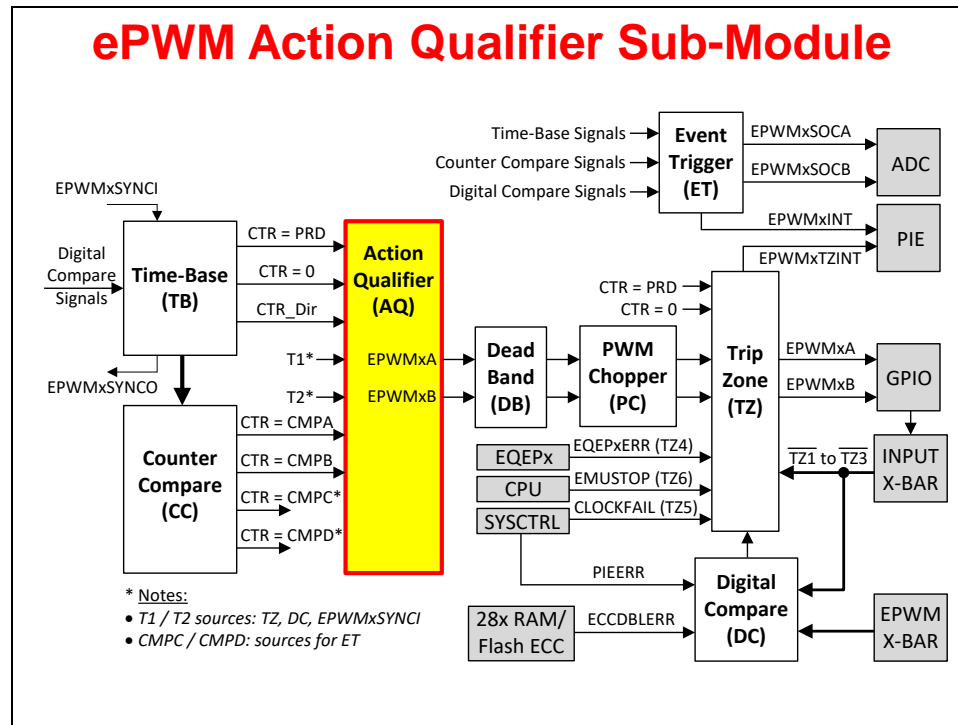 ePWM Action Qualifier Sub-Module
EPWMxSYNCI
Digital
Compare
Signals
Time-Base
(TB)
EPWMxSYNCO
CTR = PRD
CTR = 0
CTR_Dir
T1*
T2*
Counter
Compare
(CC)
CTR = CMPA
CTR = CMPB
CTR = CMPC*
CTR = CMPD*
Action
Qualifier
(AQ)
EPWMxA
EPWMxB
Dead
Band
(DB)
PWM
Chopper
(PC)
Time-Base Signals
Counter Compare Signals
Digital Compare Signals
Event
Trigger
(ET)
EPWMxSOCA
EPWMxSOCB
ADC
EPWMxINT
EPWMxTZINT
PIE
CTR = PRD
CTR = 0
Trip
Zone
(TZ)
EPWMxA
EPWMxB
GPIO
TZ1 to TZ3
INPUT
X-BAR
EQEPx
EQEPxERR (TZ4)
CPU
EMUSTOP (TZ6)
SYSCTRL
CLOCKFAIL (TZ5)
PIEERR
28x RAM/
Flash ECC
ECCDBLERR
Digital
Compare
(DC)
EPWM
X-BAR
* Notes:
• T1 / T2 sources: TZ, DC, EPWMxSYNCI
• CMPC / CMPD: sources for ET